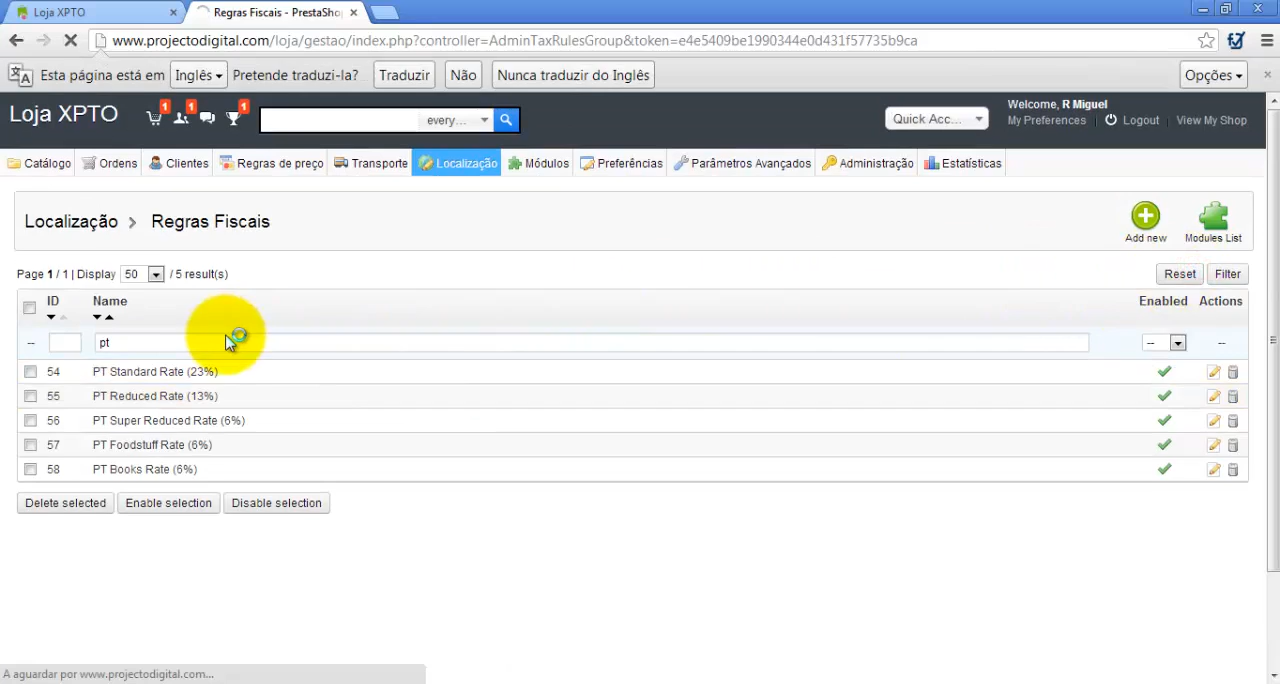 Loja XPTO
Regras Fiscais - PrestaSho
www.projectodigital.com/loja/gestao/index.php?controller=AdminTaxRulesGroup&token=e4e5409be1990344e0d431f57735b9ca
Esta página está em Inglês Pretende traduzi-la? Traduzir Não Nunca traduzir do Inglês Opções
Loja XPTO 1 1 1 every... Quick Acc... Welcome, R Miguel
My Preferences Logout View My Shop
Catálogo Ordens Clientes Regras de preço Transporte Localização Módulos Preferências Parâmetros Avançados Administração Estatísticas
Localização > Regras Fiscais
Add new Modules List
Page 1 / 1 | Display 50 / 5 result(s) Reset Filter
ID Name Enabled Actions
-- pt -- --
54 PT Standard Rate (23%)
55 PT Reduced Rate (13%)
56 PT Super Reduced Rate (6%)
57 PT Foodstuff Rate (6%)
58 PT Books Rate (6%)
Delete selected Enable selection Disable selection
A aguardar por www.projectodigital.com...